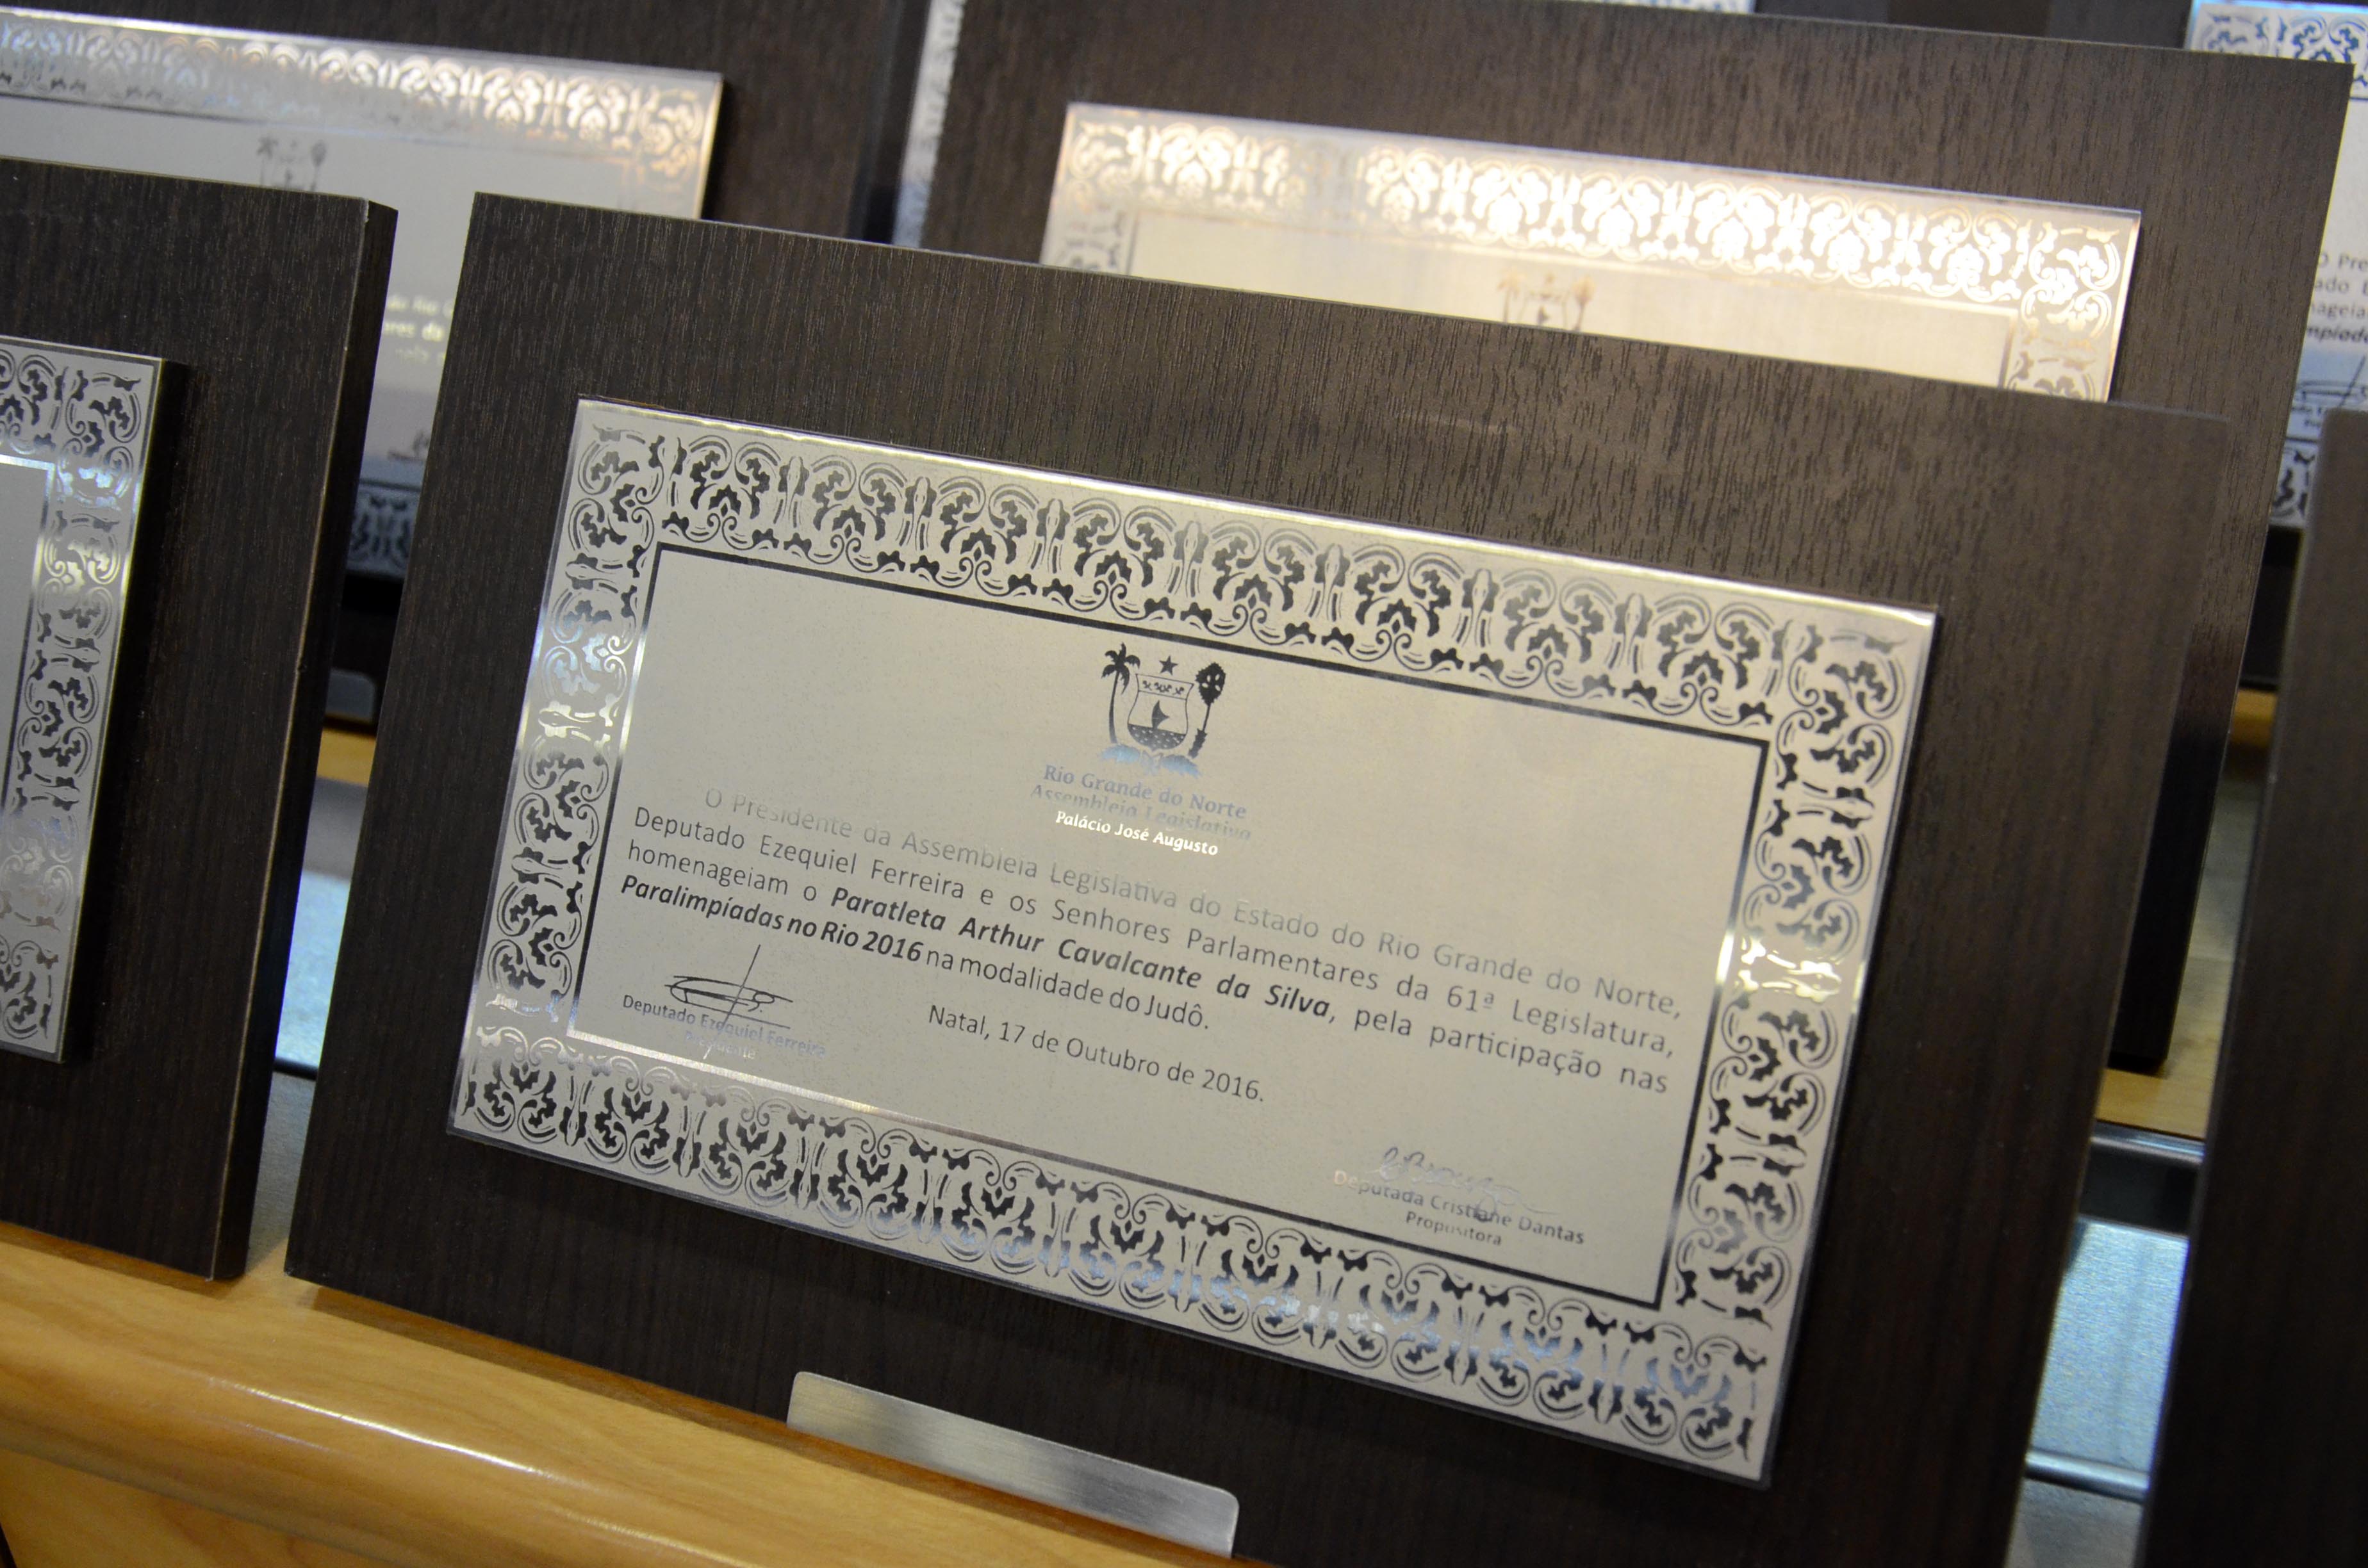 Rio Grande do Norte
Assembleia Legislativa
Palácio José Augusto
O Presidente da Assembleia Legislativa do Estado do Rio Grande do Norte,
Deputado Ezequiel Ferreira e os Senhores Parlamentares da 61ª Legislatura,
homenageiam o Paratleta Arthur Cavalcante da Silva, pela participação nas
Paralimpíadas no Rio 2016 na modalidade do Judô.
Natal, 17 de Outubro de 2016.
Deputado Ezequiel Ferreira
Presidente
Deputada Cristiane Dantas
Propositora